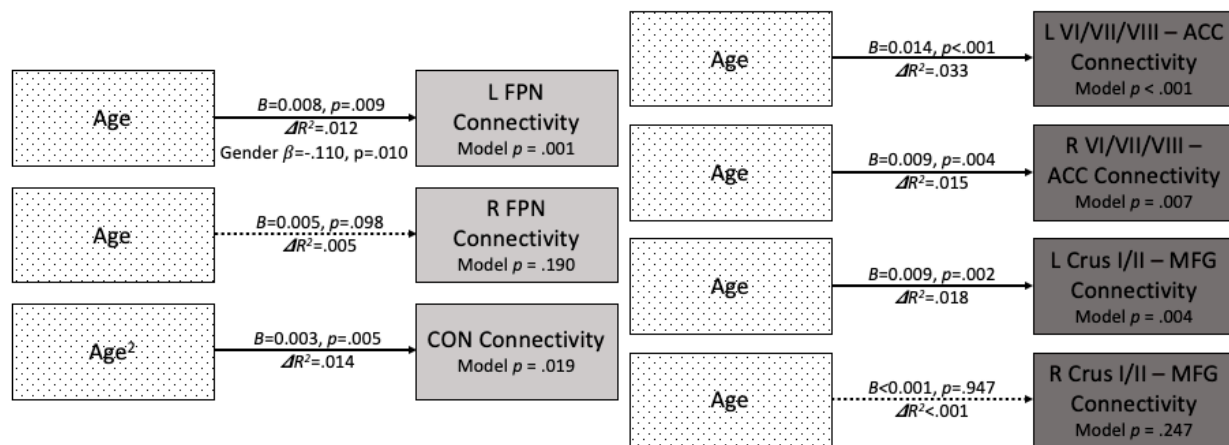 Age
B=0.008, p=.009
ΔR²=.012
Gender β=-.110, p=.010
L FPN
Connectivity
Model p = .001
Age
B=0.005, p=.098
ΔR²=.005
R FPN
Connectivity
Model p = .190
Age²
B=0.003, p=.005
ΔR²=.014
CON Connectivity
Model p = .019
Age
B=0.014, p<.001
ΔR²=.033
L VI/VII/VIII – ACC
Connectivity
Model p < .001
Age
B=0.009, p=.004
ΔR²=.015
R VI/VII/VIII –
ACC Connectivity
Model p = .007
Age
B=0.009, p=.002
ΔR²=.018
L Crus I/II – MFG
Connectivity
Model p = .004
Age
B<0.001, p=.947
ΔR²<.001
R Crus I/II – MFG
Connectivity
Model p = .247